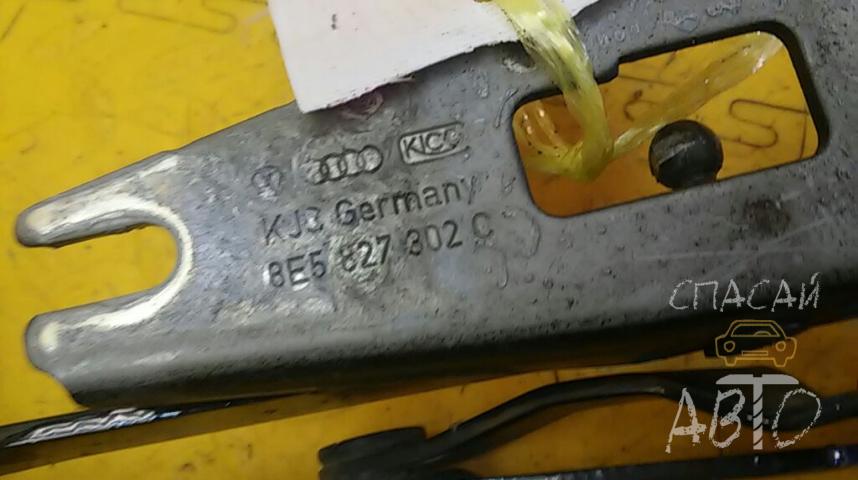 KICO
KJ3 Germany
8E5 827 302 C
СПАСАЙ
АВТО